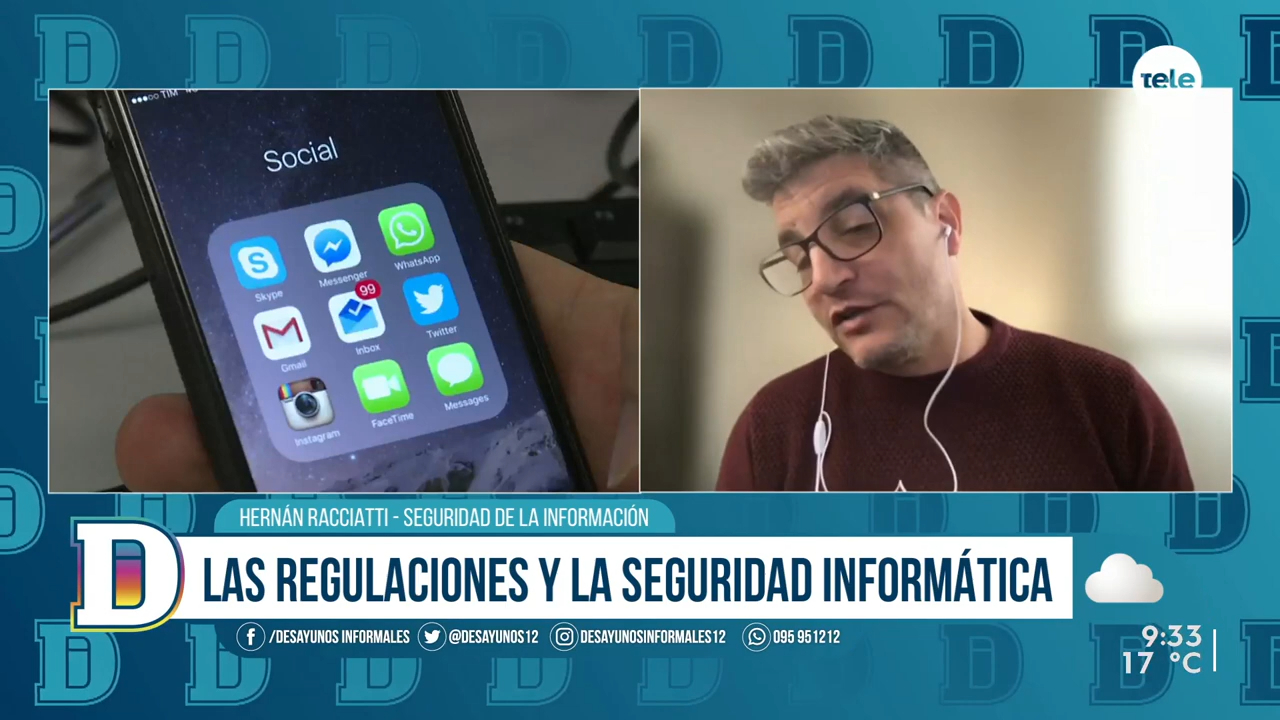 TELE
TIM
Social
Skype
Messenger
WhatsApp
99
Gmail
Inbox
Twitter
Instagram
FaceTime
Messages
HERNÁN RACCIATTI - SEGURIDAD DE LA INFORMACIÓN
D
LAS REGULACIONES Y LA SEGURIDAD INFORMÁTICA
/DESAYUNOS INFORMALES @DESAYUNOS12 DESAYUNOSINFORMALES12 095 951212
9:33
17 °C